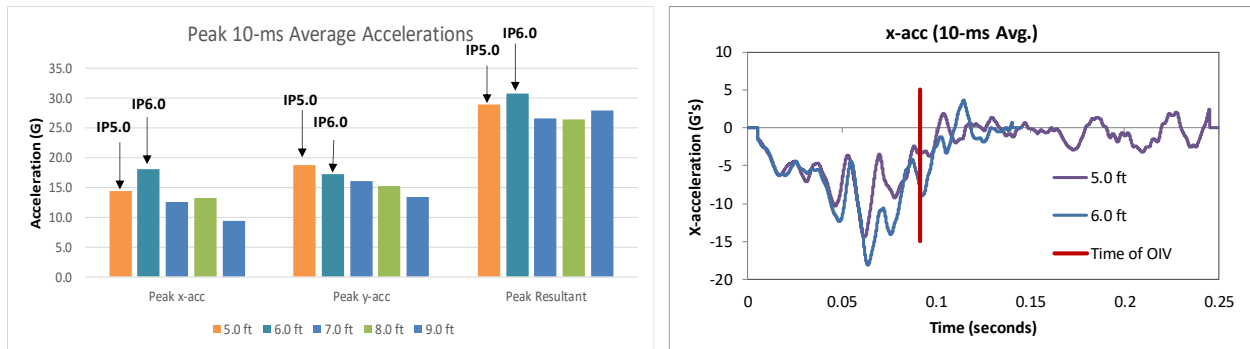 Peak 10-ms Average Accelerations
Acceleration (G)
35.0
30.0
25.0
20.0
15.0
10.0
5.0
0.0
IP5.0
IP6.0
IP5.0
IP6.0
IP5.0
IP6.0
Peak x-acc Peak y-acc Peak Resultant
5.0 ft 6.0 ft 7.0 ft 8.0 ft 9.0 ft
x-acc (10-ms Avg.)
X-acceleration (G's)
10
5
0
-5
-10
-15
-20
5.0 ft
6.0 ft
Time of OIV
0 0.05 0.1 0.15 0.2 0.25
Time (seconds)